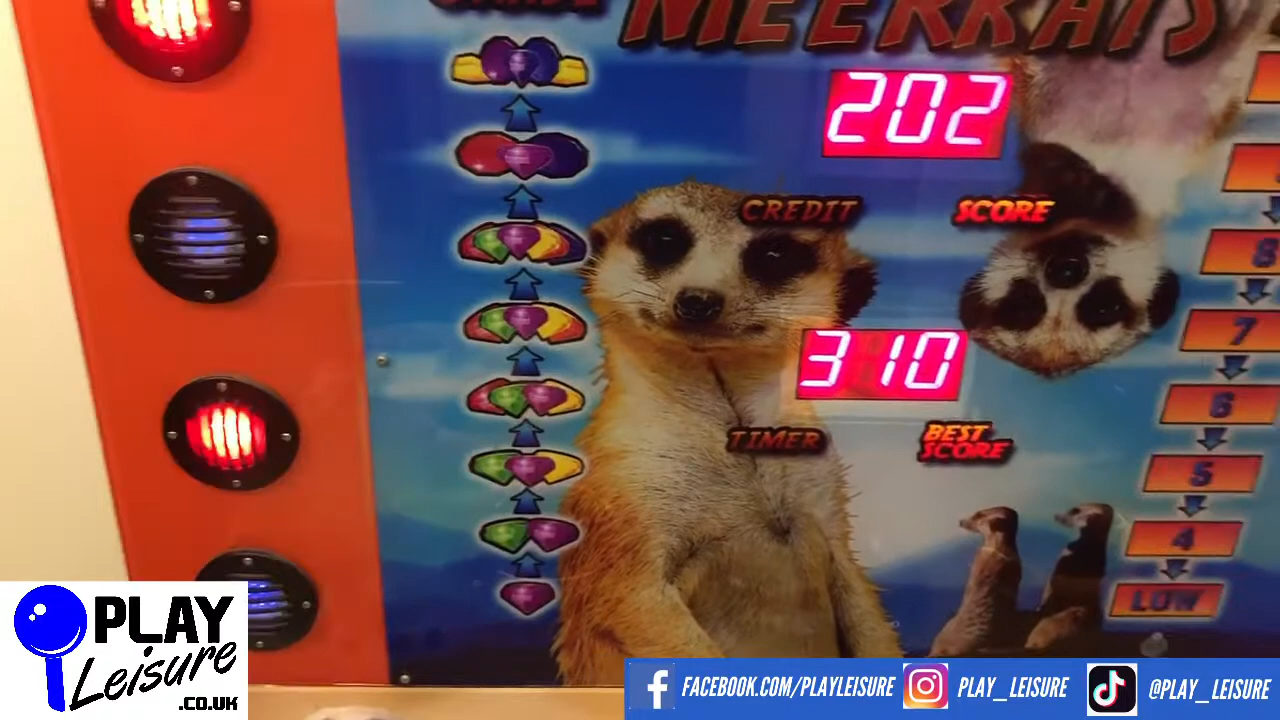 MEERKATS
202
CREDIT
SCORE
310
TIMER
BEST
SCORE
8
7
6
5
4
LOW
PLAY
Leisure
.CO.UK
FACEBOOK.COM/PLAYLEISURE
PLAY_LEISURE
@PLAY_LEISURE